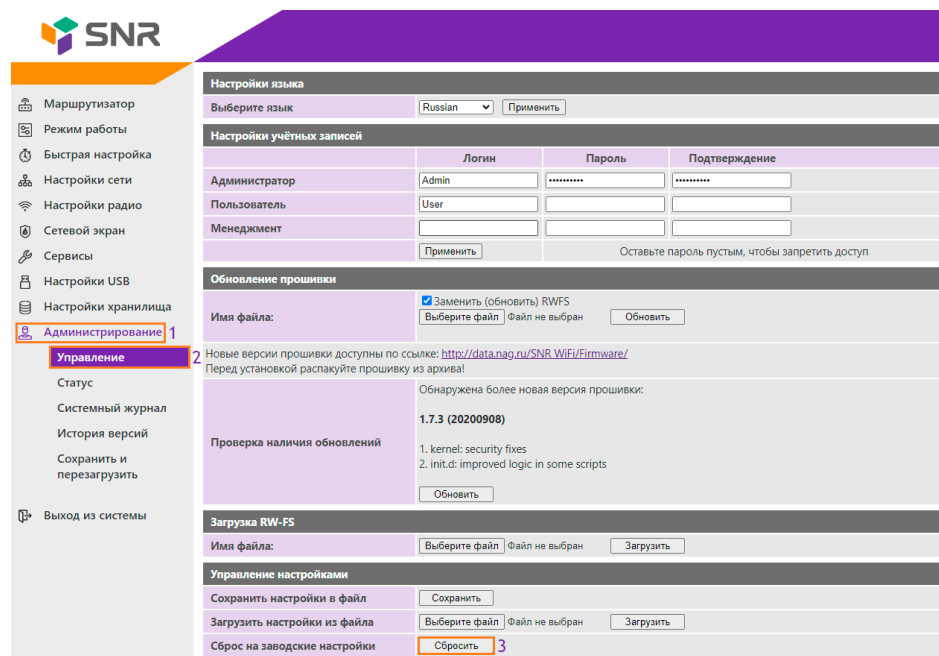 SNR
Маршрутизатор
Режим работы
Быстрая настройка
Настройки сети
Настройки радио
Сетевой экран
Сервисы
Настройки USB
Настройки хранилища
Администрирование 1
Управление 2
Статус
Системный журнал
История версий
Сохранить и
перезагрузить
Выход из системы
Настройки языка
Выберите язык Russian Применить
Настройки учётных записей
Логин Пароль Подтверждение
Администратор Admin •••••••••• ••••••••••
Пользователь User
Менеджмент
Применить Оставьте пароль пустым, чтобы запретить доступ
Обновление прошивки
Заменить (обновить) RWFS
Имя файла: Выберите файл Файл не выбран Обновить
Новые версии прошивки доступны по ссылке: http://data.nag.ru/SNR WiFi/Firmware/
Перед установкой распакуйте прошивку из архива!
Обнаружена более новая версия прошивки:
1.7.3 (20200908)
Проверка наличия обновлений
1. kernel: security fixes
2. init.d: improved logic in some scripts
Обновить
Загрузка RW-FS
Имя файла: Выберите файл Файл не выбран Загрузить
Управление настройками
Сохранить настройки в файл Сохранить
Загрузить настройки из файла Выберите файл Файл не выбран Загрузить
Сброс на заводские настройки Сбросить 3